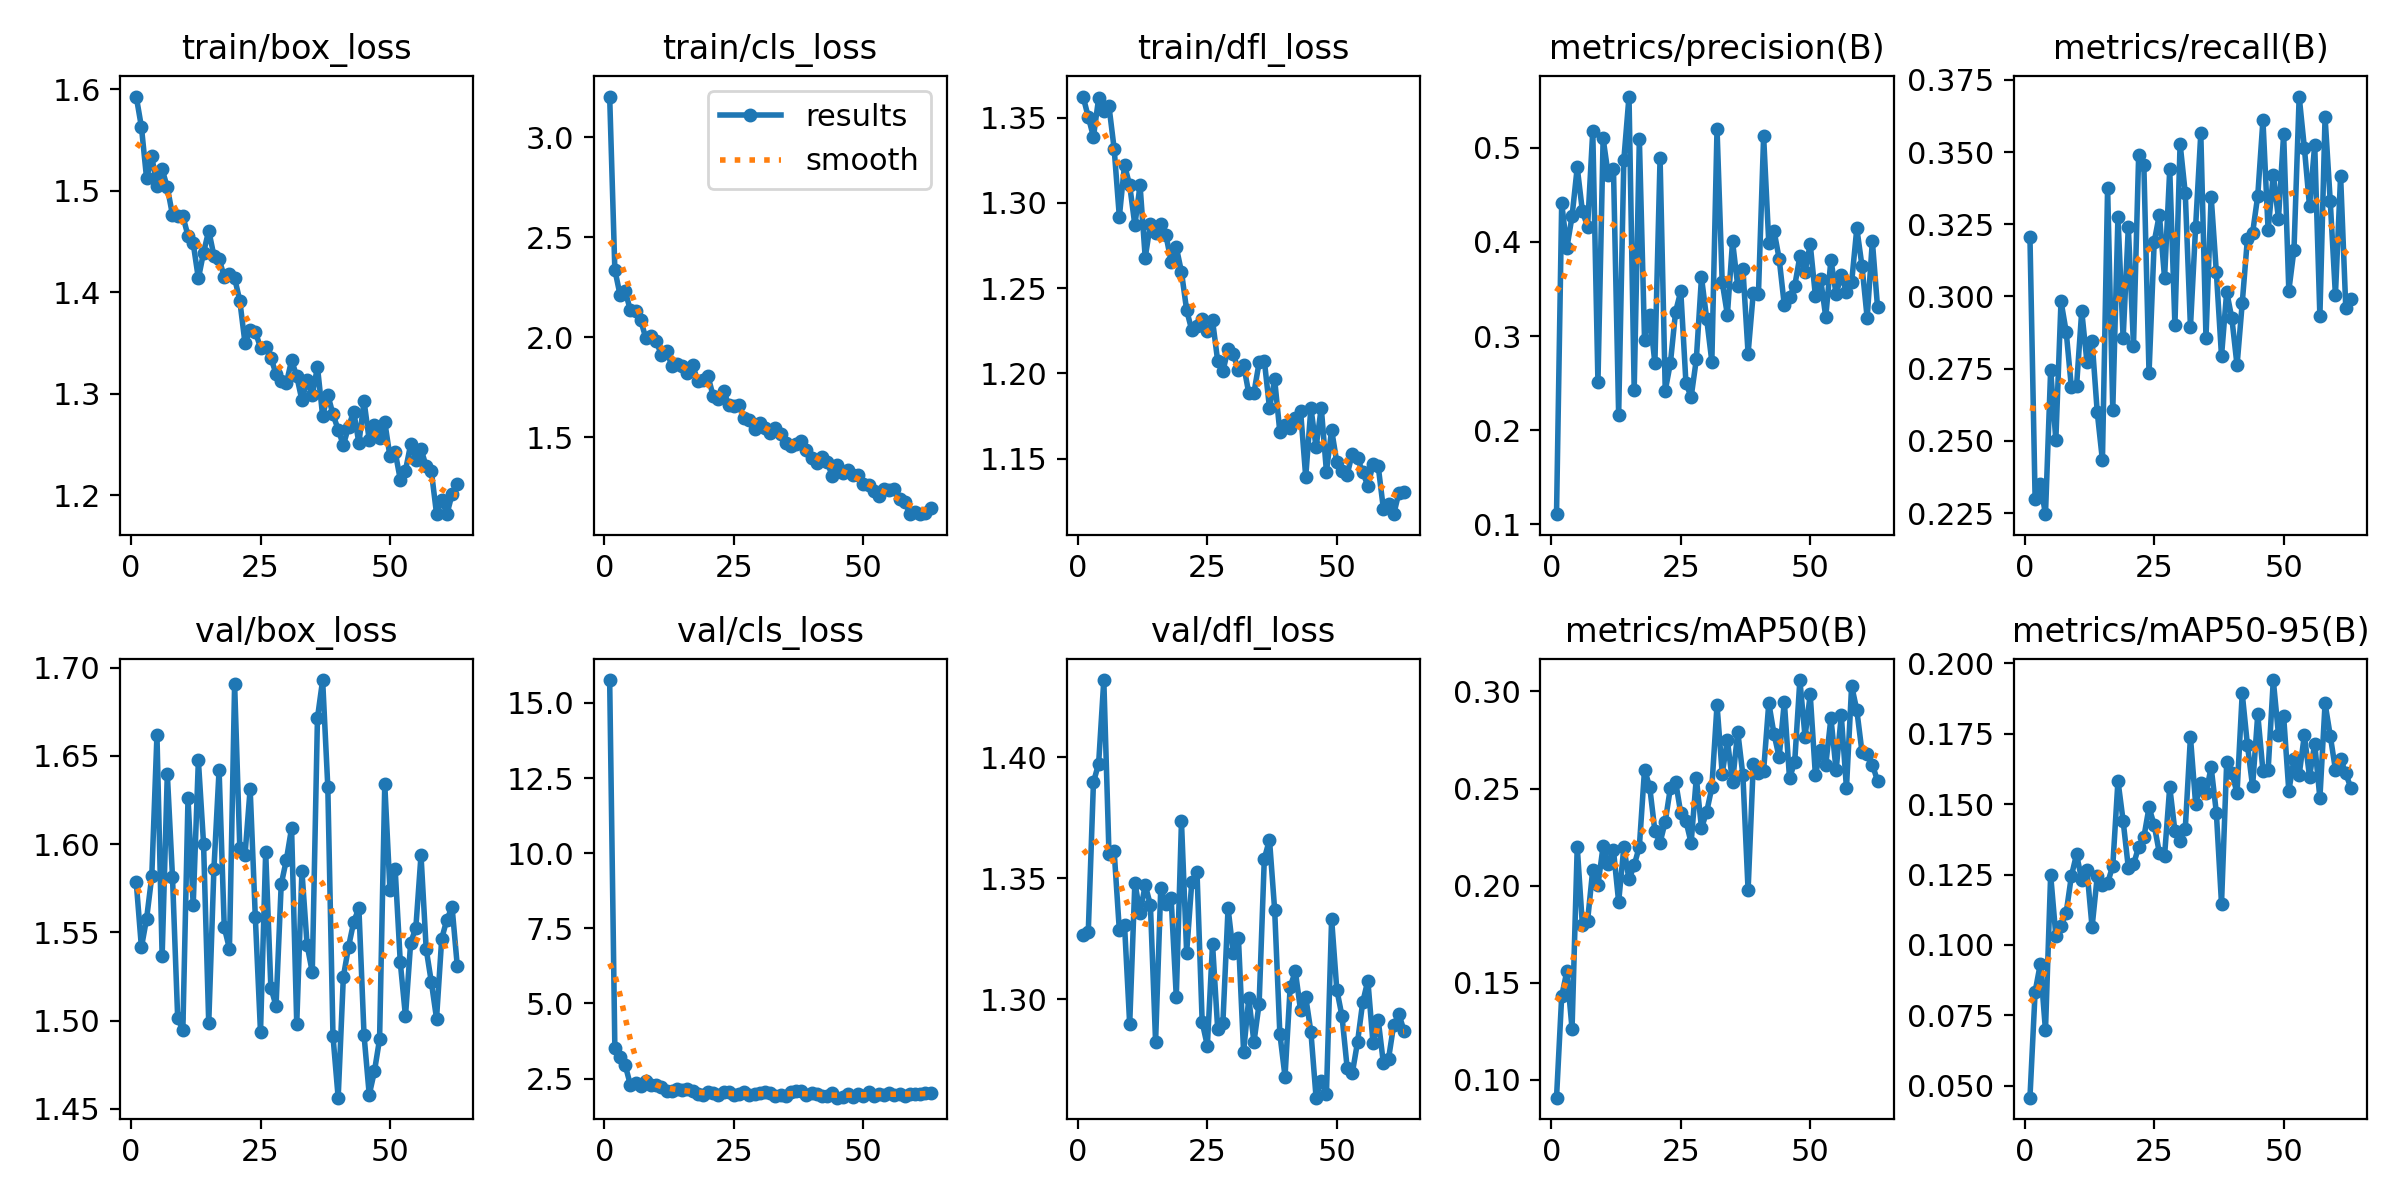 train/box_loss
1.6
1.5
1.4
1.3
1.2
0 25 50
train/cls_loss
results
smooth
3.0
2.5
2.0
1.5
0 25 50
train/dfl_loss
1.35
1.30
1.25
1.20
1.15
0 25 50
metrics/precision(B)
0.5
0.4
0.3
0.2
0.1
0 25 50
metrics/recall(B)
0.375
0.350
0.325
0.300
0.275
0.250
0.225
0 25 50
val/box_loss
1.70
1.65
1.60
1.55
1.50
1.45
0 25 50
val/cls_loss
15.0
12.5
10.0
7.5
5.0
2.5
0 25 50
val/dfl_loss
1.40
1.35
1.30
0 25 50
metrics/mAP50(B)
0.30
0.25
0.20
0.15
0.10
0 25 50
metrics/mAP50-95(B)
0.200
0.175
0.150
0.125
0.100
0.075
0.050
0 25 50